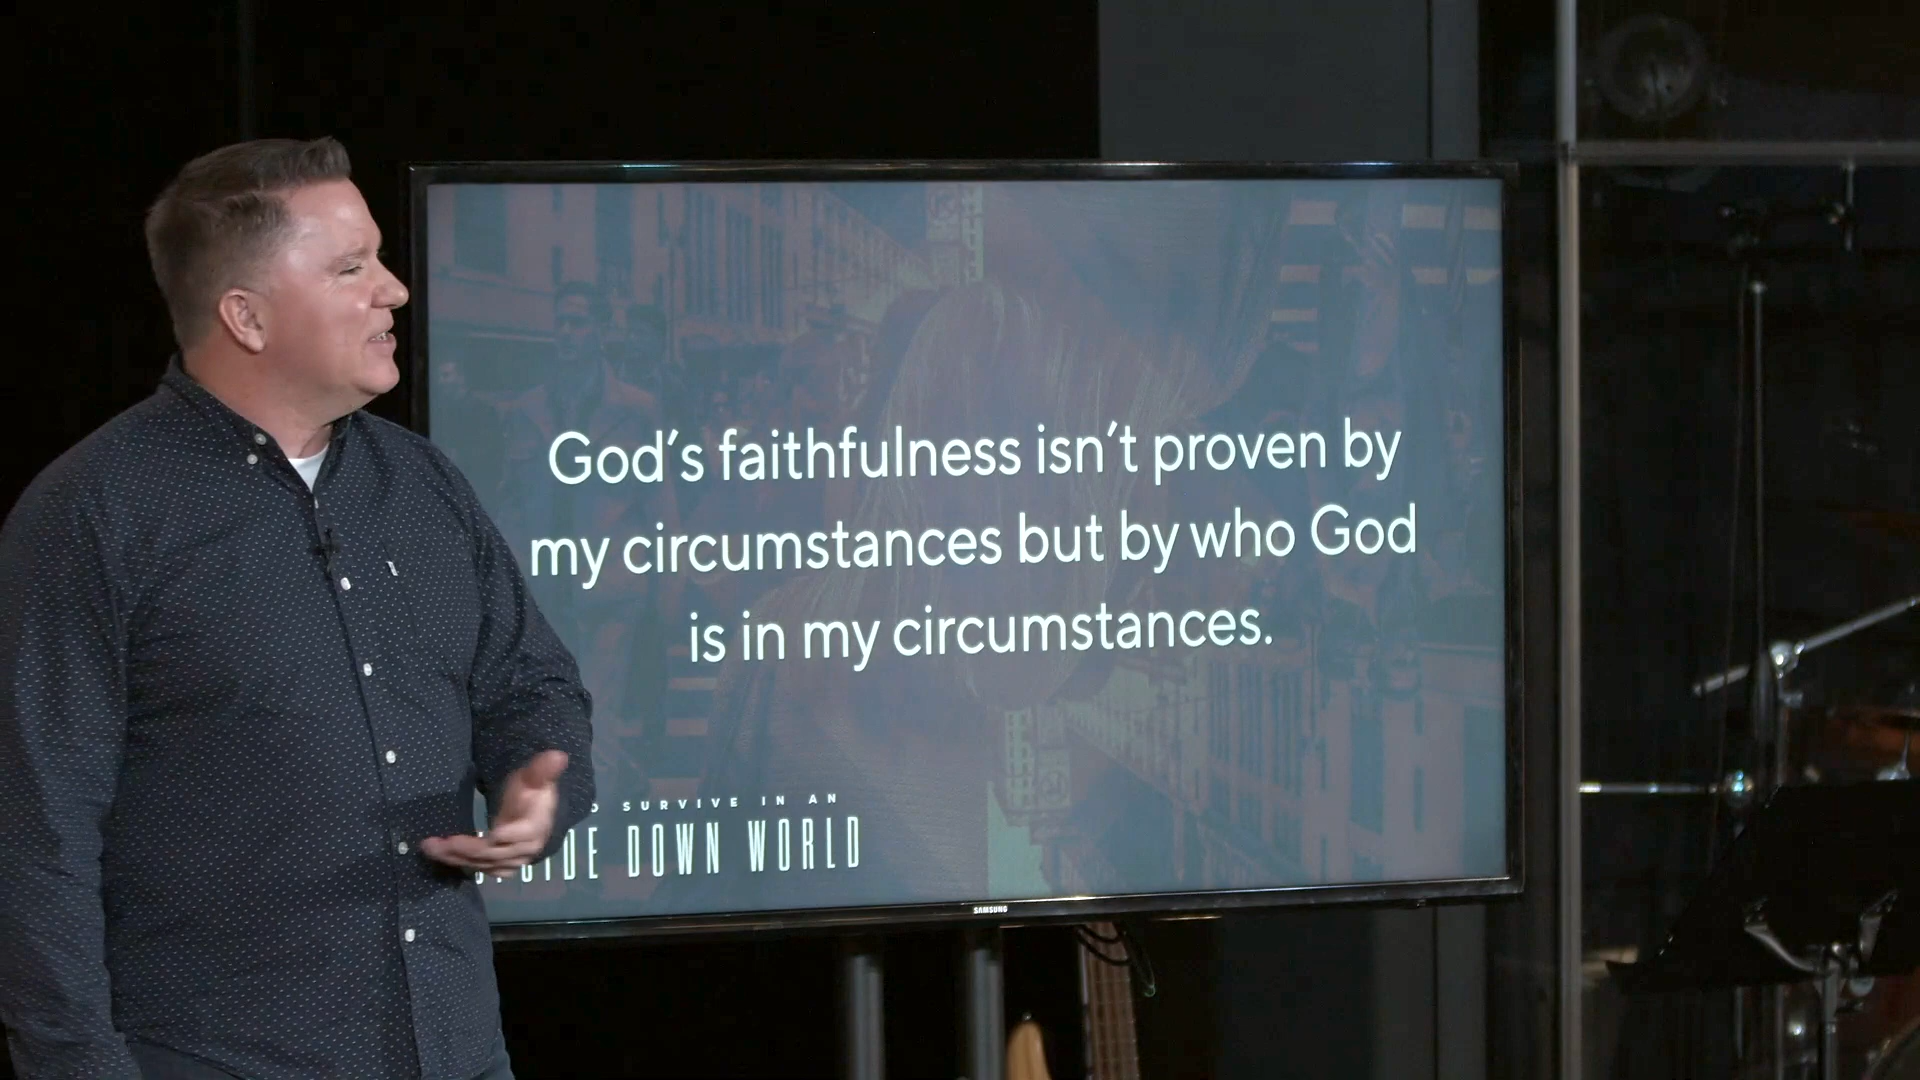 God's faithfulness isn't proven by
my circumstances but by who God
is in my circumstances.
SURVIVE IN AN
DOWN WORLD
SAMSUNG